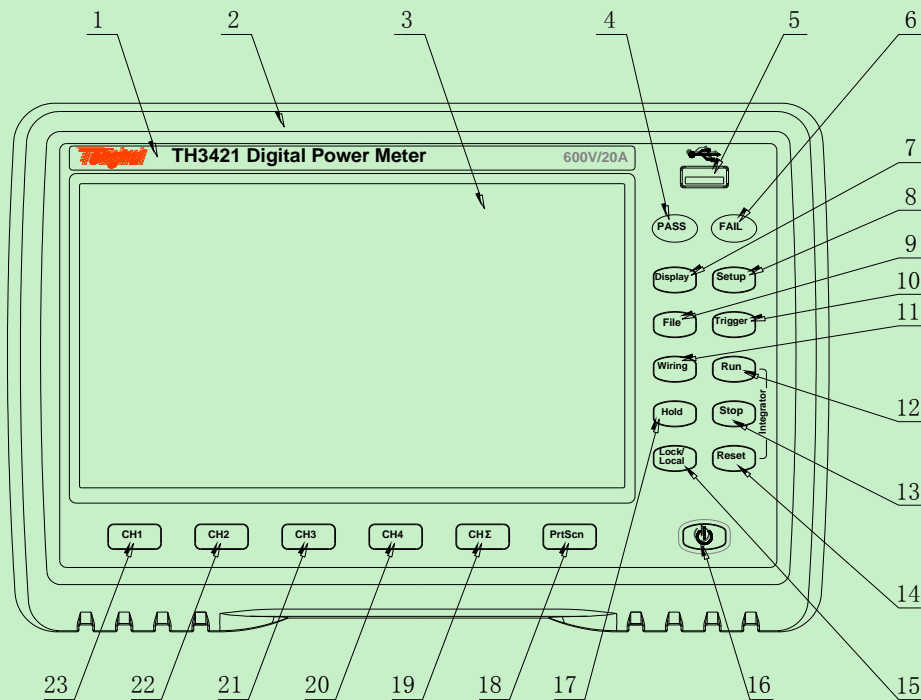 1 2 3 4 5 6
Tonghui TH3421 Digital Power Meter 600V/20A
7
PASS FAIL
8
Display Setup
9
10
File Trigger
11
Wiring Run
12
Hold Stop
Integrator
Lock/
Local
Reset
13
CH1 CH2 CH3 CH4 CHΣ PrtScn
14
23 22 21 20 19 18 17 16 15